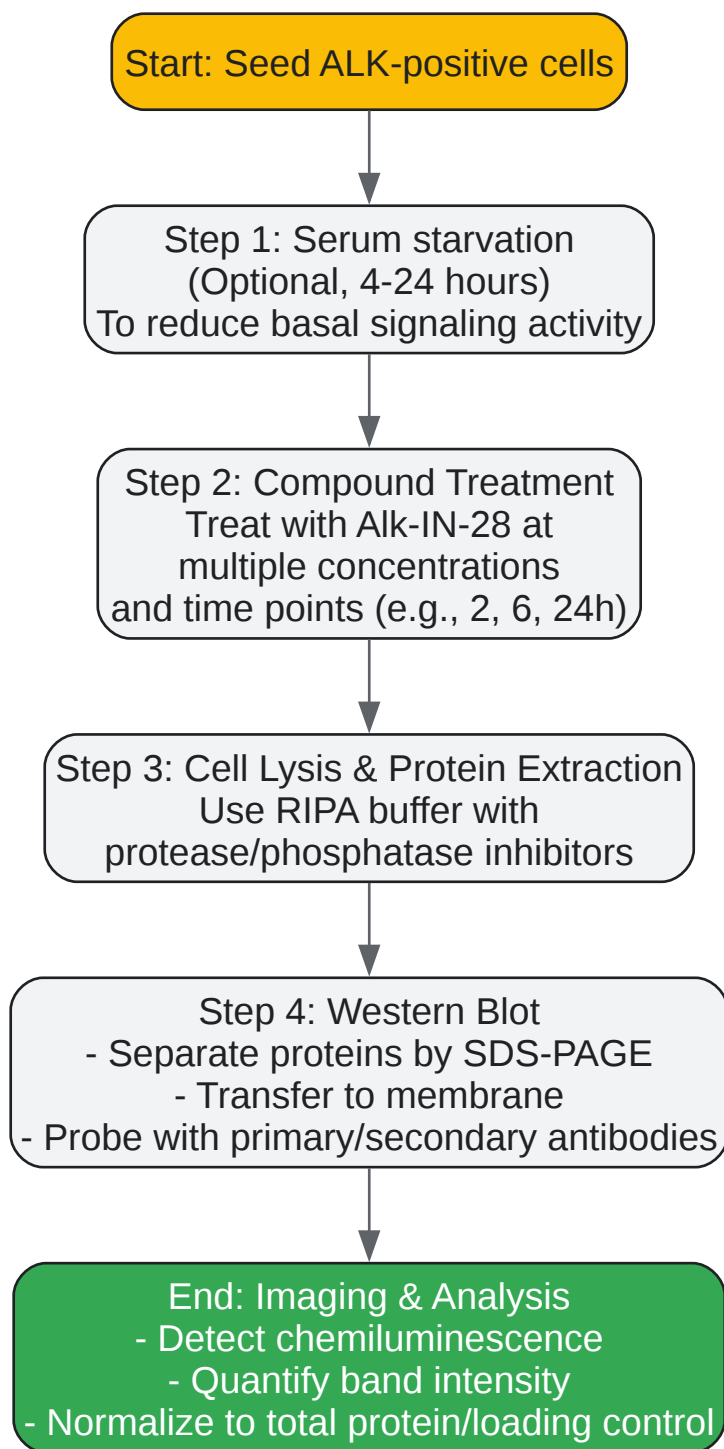 Start: Seed ALK-positive cells
Step 1: Serum starvation
(Optional, 4-24 hours)
To reduce basal signaling activity
Step 2: Compound Treatment
Treat with Alk-IN-28 at
multiple concentrations
and time points (e.g., 2, 6, 24h)
Step 3: Cell Lysis & Protein Extraction
Use RIPA buffer with
protease/phosphatase inhibitors
Step 4: Western Blot
- Separate proteins by SDS-PAGE
- Transfer to membrane
- Probe with primary/secondary antibodies
End: Imaging & Analysis
- Detect chemiluminescence
- Quantify band intensity
- Normalize to total protein/loading control